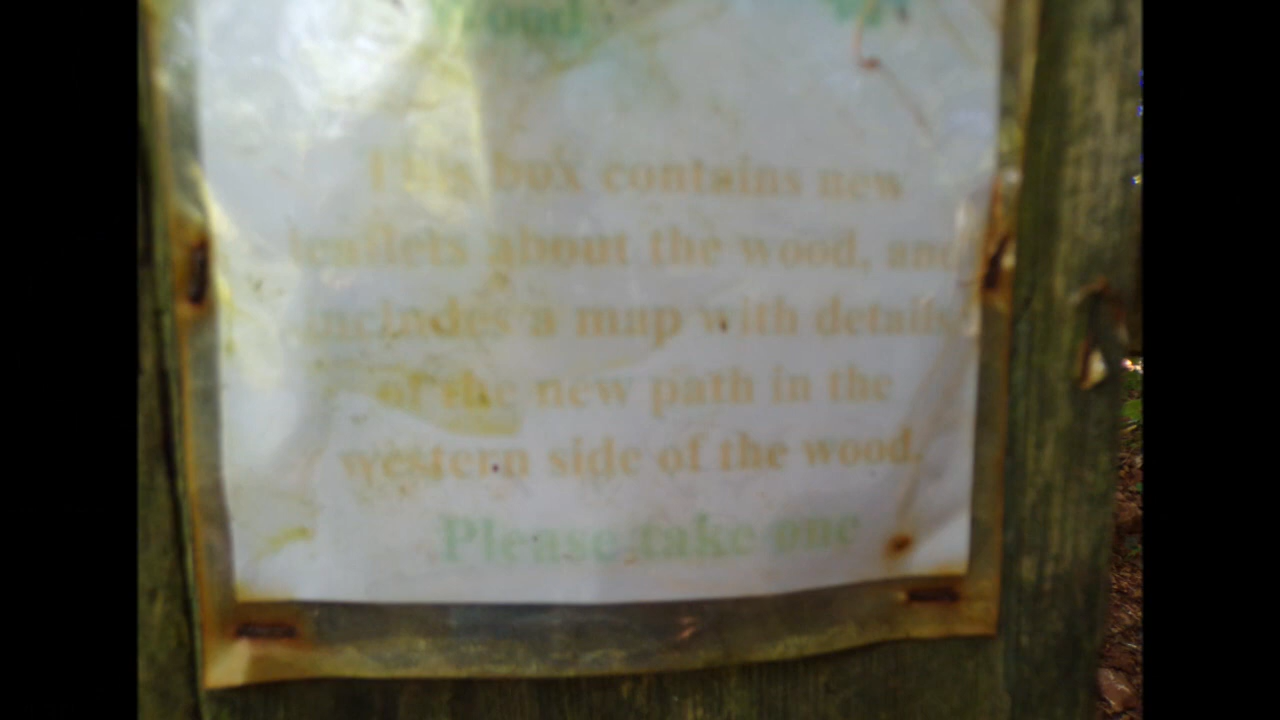 This box contains new
leaflets about the wood, and
includes a map with details
of the new path in the
western side of the wood.
Please take one